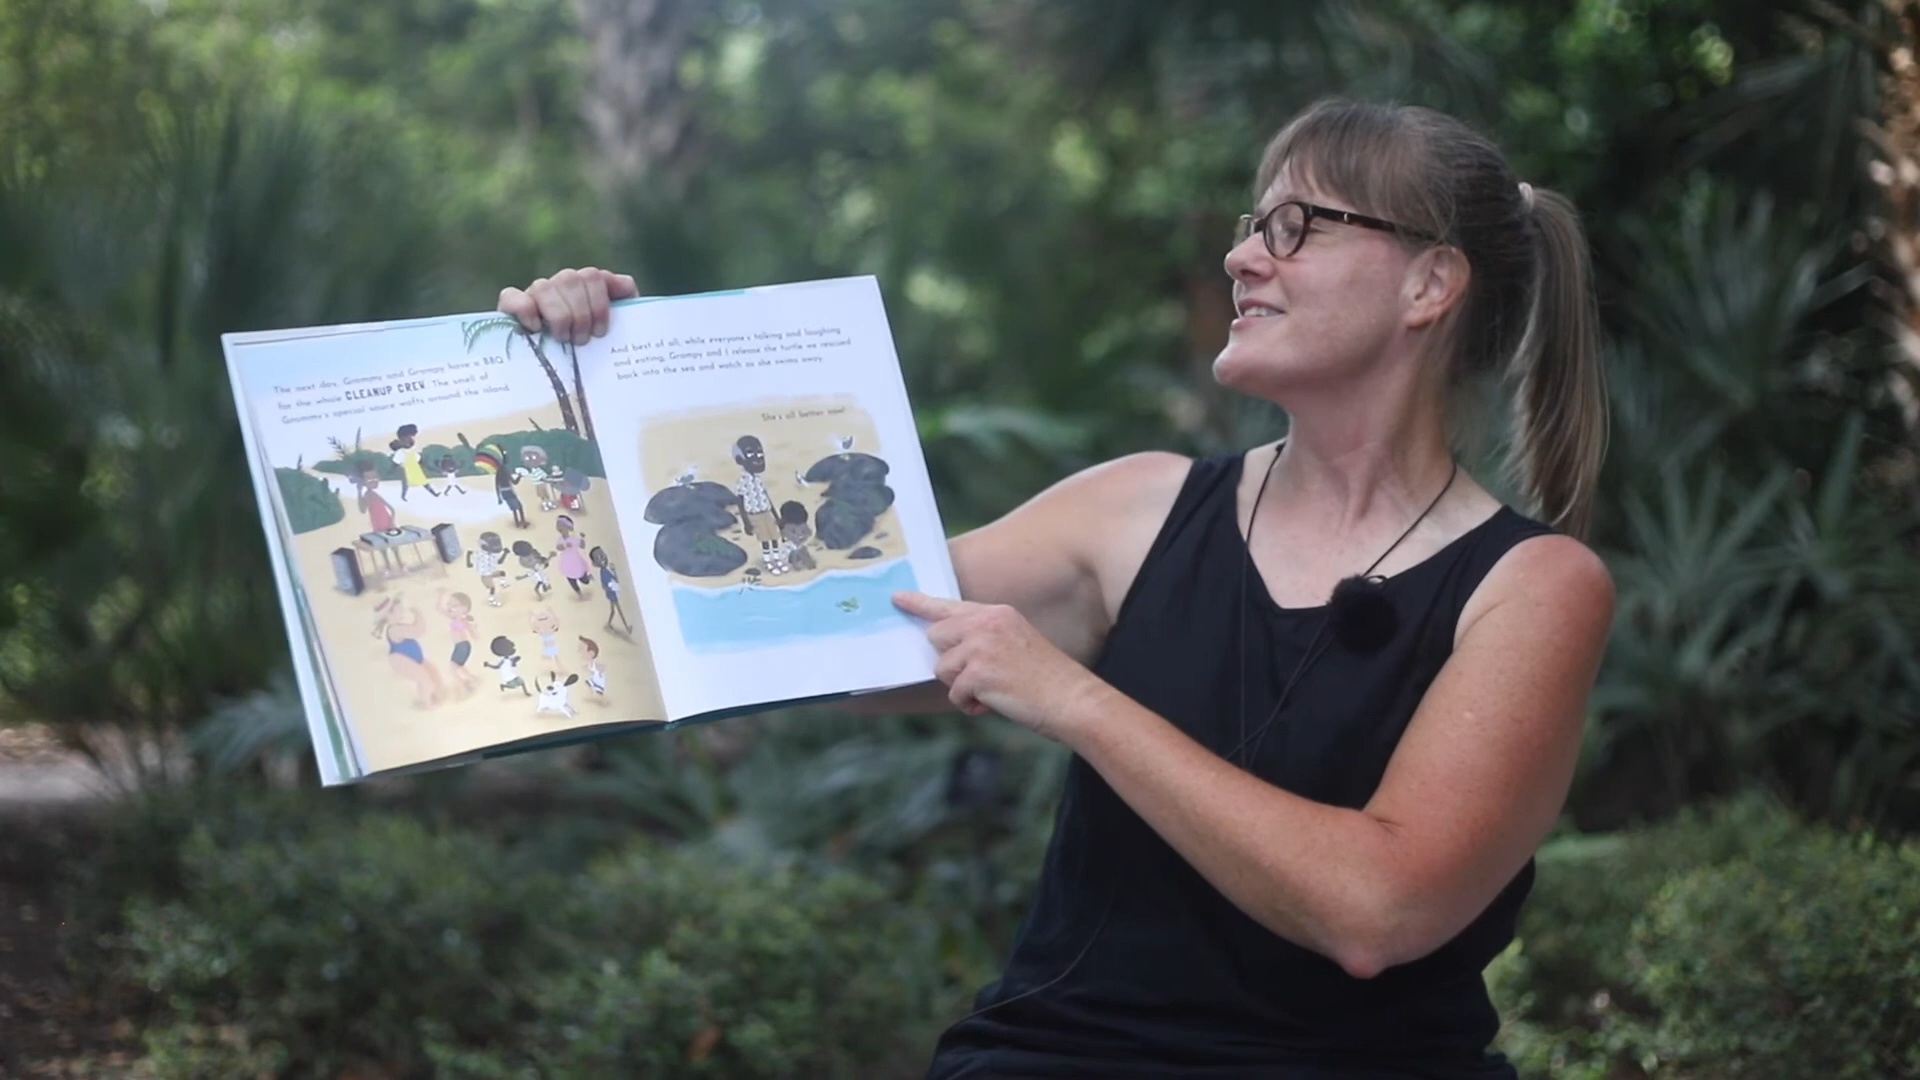 The next day, Grammy and Grampy have a BBQ
for the whole CLEANUP CREW. The smell of
Grammy's special sauce wafts around the island.
And best of all, while everyone's talking and laughing
and eating, Grampy and I release the turtle we rescued
back into the sea and watch as she swims away.
She's all better now!